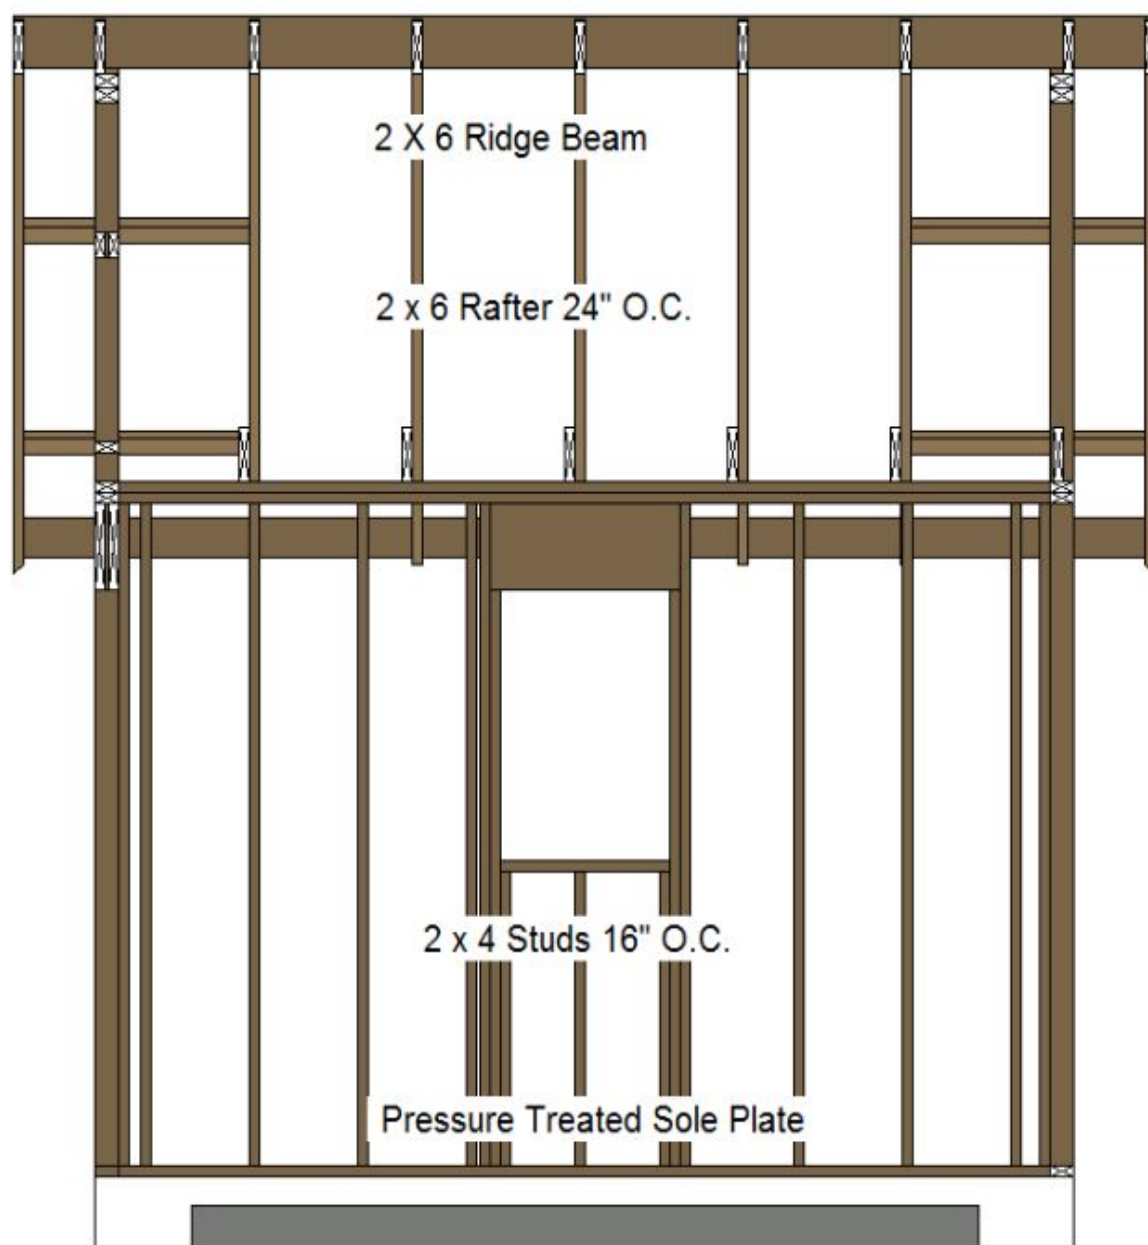 2 X 6 Ridge Beam
2 x 6 Rafter 24" O.C.
2 x 4 Studs 16" O.C.
Pressure Treated Sole Plate